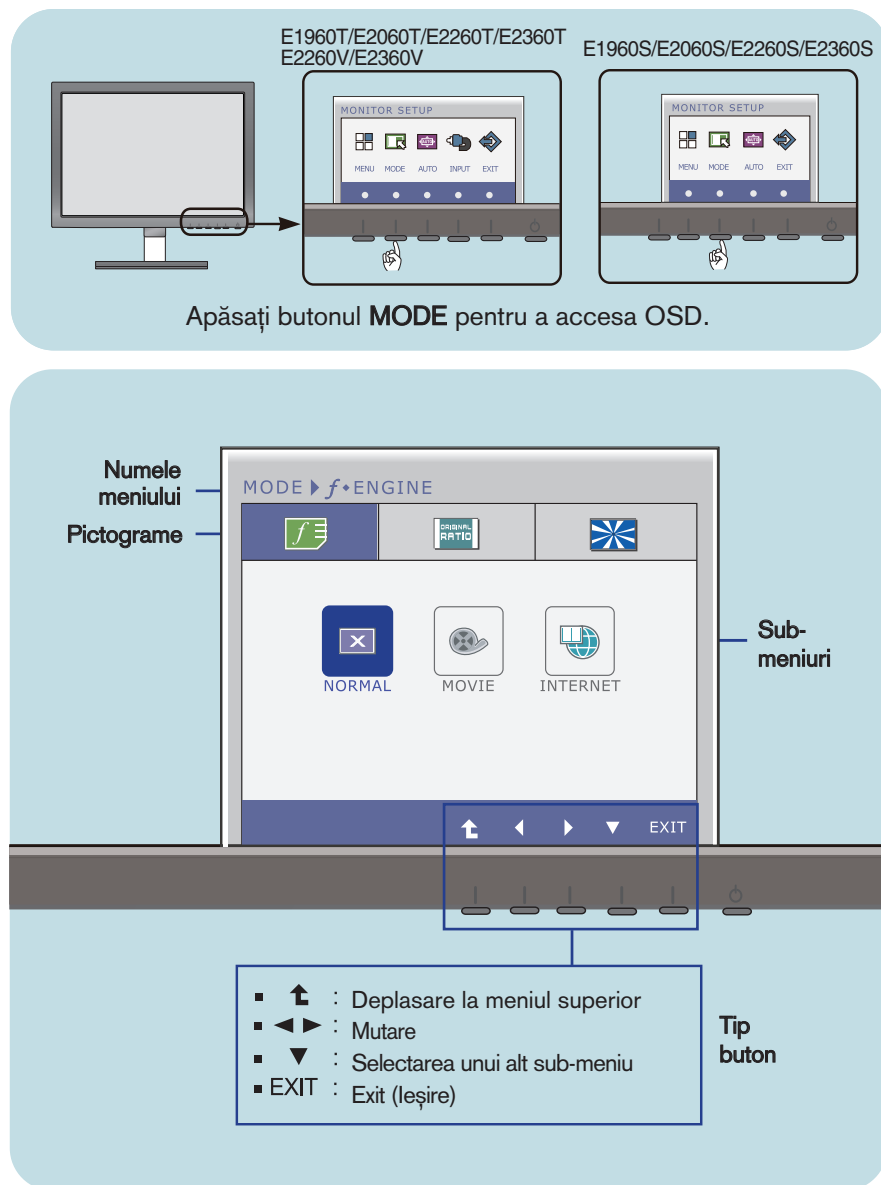 E1960T/E2060T/E2260T/E2360T
E2260V/E2360V
E1960S/E2060S/E2260S/E2360S
MONITOR SETUP
MENU MODE AUTO INPUT EXIT
MONITOR SETUP
MENU MODE AUTO EXIT
Apăsați butonul MODE pentru a accesa OSD.
Numele
meniului
Pictograme
MODE ▶ f·ENGINE
f
ORIGINAL
RATIO
NORMAL MOVIE INTERNET
Sub-
meniuri
EXIT
: Deplasare la meniul superior
◀ ▶ : Mutare
▼ : Selectarea unui alt sub-meniu
EXIT : Exit (Ieșire)
Tip
buton